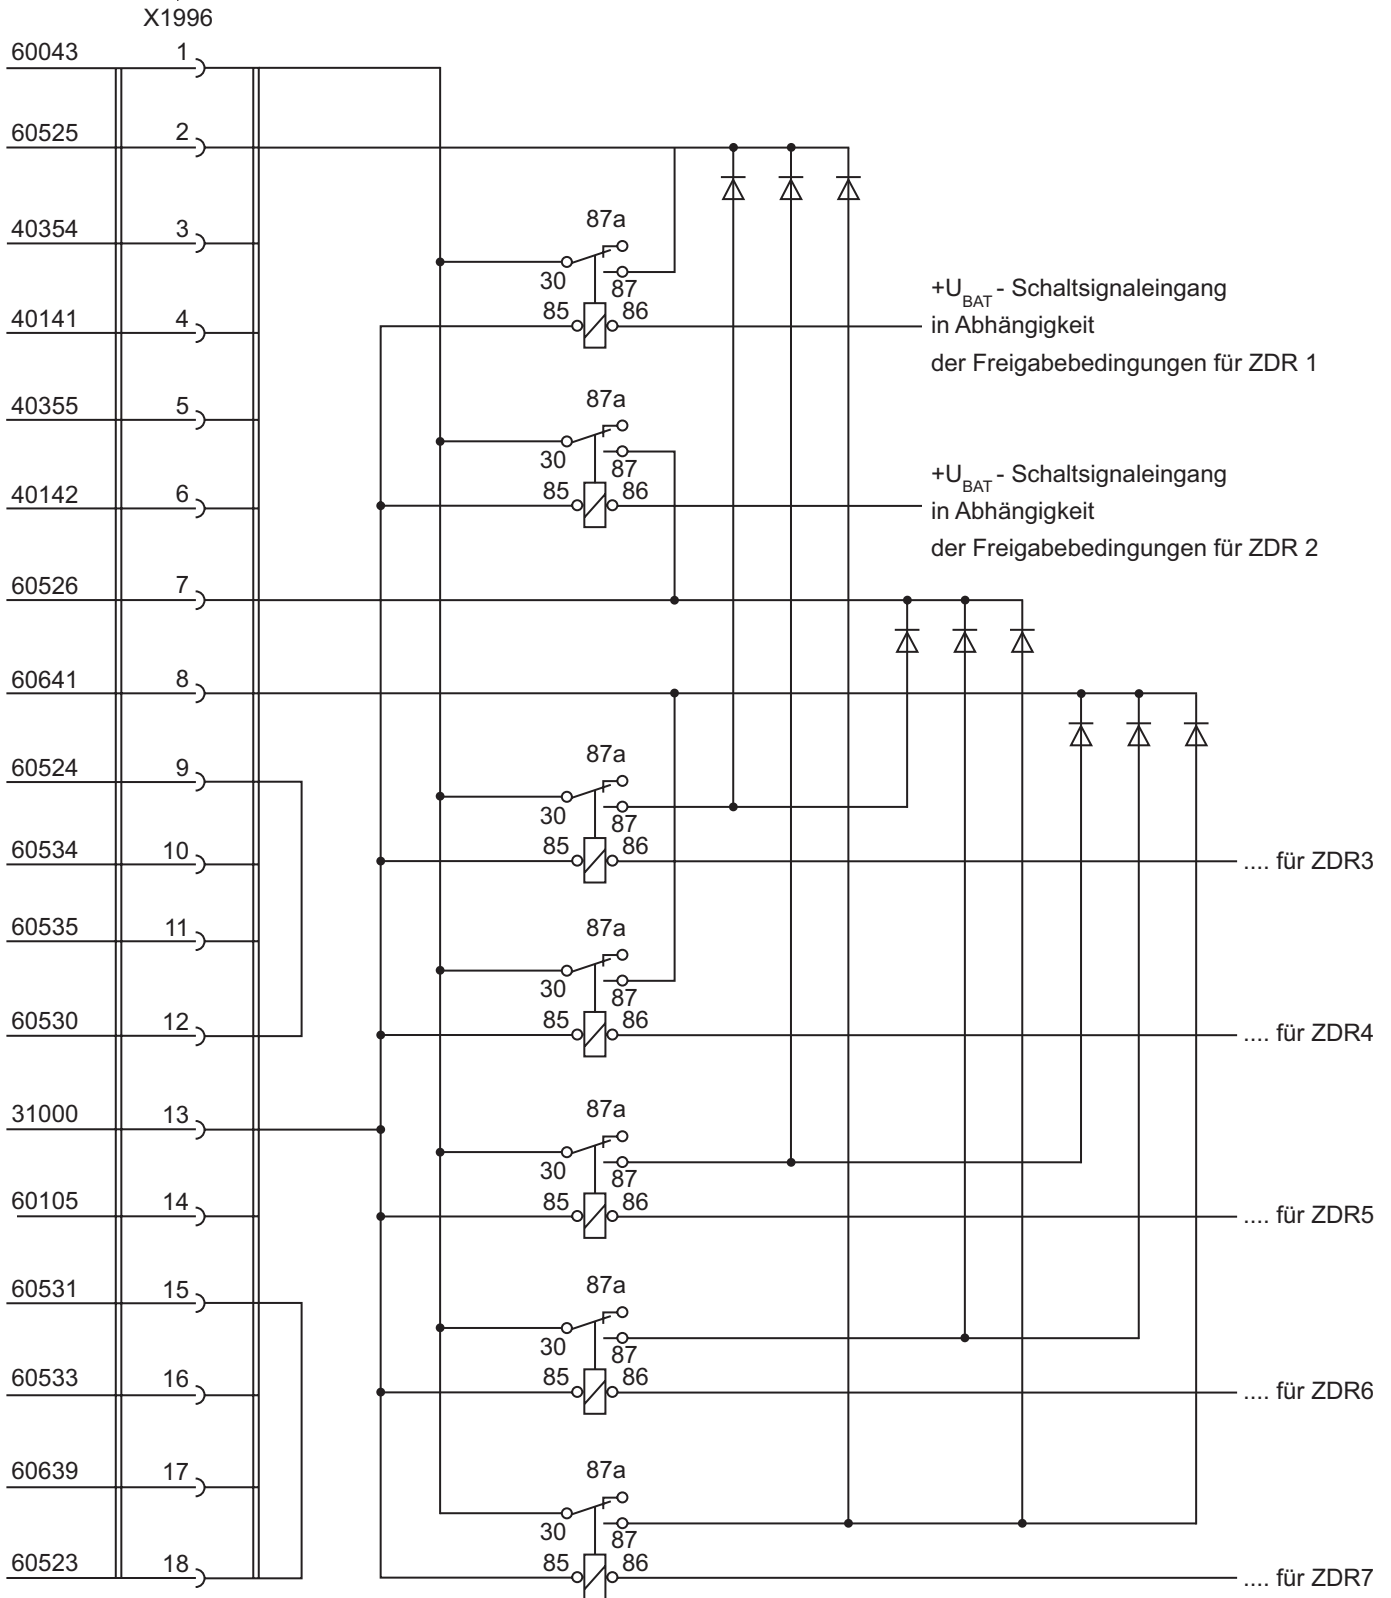 X1996
60043 1
60525 2
87a
40354 3
30 87
+U_BAT - Schaltsignaleingang
85 86
40141 4
in Abhängigkeit
der Freigabebedingungen für ZDR 1
87a
40355 5
30 87
+U_BAT - Schaltsignaleingang
85 86
40142 6
in Abhängigkeit
der Freigabebedingungen für ZDR 2
60526 7
60641 8
87a
60524 9
30 87
85 86
60534 10
.... für ZDR3
87a
60535 11
30 87
85 86
60530 12
.... für ZDR4
87a
31000 13
30 87
85 86
60105 14
.... für ZDR5
87a
60531 15
30 87
85 86
60533 16
.... für ZDR6
87a
60639 17
30 87
85 86
60523 18
.... für ZDR7